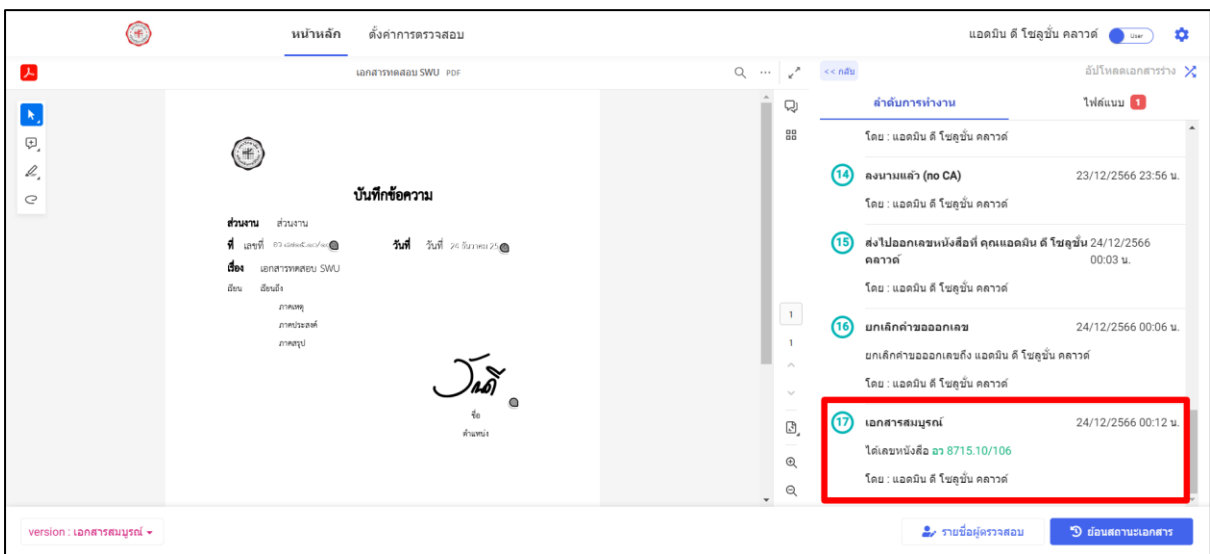 หน้าหลัก ตั้งค่าการตรวจสอบ แอดมิน ดี โซลูชั่น คลาวด์ User
เอกสารทดสอบ SWU PDF
<< กลับ อัปโหลดเอกสารร่าง
ลำดับการทำงาน ไฟล์แนบ 1
บันทึกข้อความ
ส่วนงาน ส่วนงาน
ที่ เลขที่ วันที่ วันที่ 24 ธันวาคม 25
เรื่อง เอกสารทดสอบ SWU
เรียน เรียนถึง
ภาคเหตุ
ภาคประสงค์
ภาคสรุป
วันดี
ชื่อ
ตำแหน่ง
1
1
โดย : แอดมิน ดี โซลูชั่น คลาวด์
14 ลงนามแล้ว (no CA) 23/12/2566 23:56 น.
โดย : แอดมิน ดี โซลูชั่น คลาวด์
15 ส่งไปออกเลขหนังสือที่ คุณแอดมิน ดี โซลูชั่น 24/12/2566
คลาวด์ 00:03 น.
โดย : แอดมิน ดี โซลูชั่น คลาวด์
16 ยกเลิกคำขอออกเลข 24/12/2566 00:06 น.
ยกเลิกคำขอออกเลขถึง แอดมิน ดี โซลูชั่น คลาวด์
โดย : แอดมิน ดี โซลูชั่น คลาวด์
17 เอกสารสมบูรณ์ 24/12/2566 00:12 น.
ได้เลขหนังสือ อว 8715.10/106
โดย : แอดมิน ดี โซลูชั่น คลาวด์
version : เอกสารสมบูรณ์ รายชื่อผู้ตรวจสอบ ย้อนสถานะเอกสาร